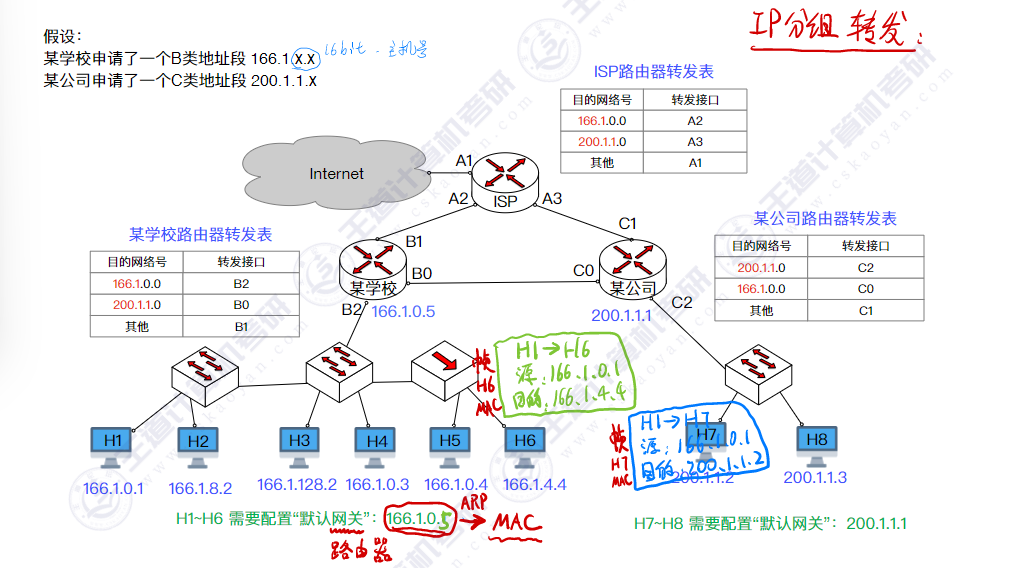 假设:
某学校申请了一个B类地址段 166.1.X.X
16bit - 主机号
某公司申请了一个C类地址段 200.1.1.X
IP分组 转发:
ISP路由器转发表
目的网络号 转发接口
166.1.0.0 A2
200.1.1.0 A3
其他 A1
Internet
A1
ISP
A2
A3
某学校路由器转发表
目的网络号 转发接口
166.1.0.0 B2
200.1.1.0 B0
其他 B1
B1
B0
某学校
B2
166.1.0.5
C1
C0
某公司
C2
200.1.1.1
某公司路由器转发表
目的网络号 转发接口
200.1.1.0 C2
166.1.0.0 C0
其他 C1
帧
H6
MAC
H1→H6
源:166.1.0.1
目的:166.1.4.4
帧
H7
MAC
H1→H7
源:166.1.0.1
目的:200.1.1.2
H1
H2
H3
H4
H5
H6
H7
H8
166.1.0.1
166.1.8.2
166.1.128.2
166.1.0.3
166.1.0.4
166.1.4.4
200.1.1.2
200.1.1.3
H1~H6 需要配置“默认网关”:166.1.0.5
ARP
MAC
路由器
H7~H8 需要配置“默认网关”:200.1.1.1
王道计算机考研
www.cskaoyan.com